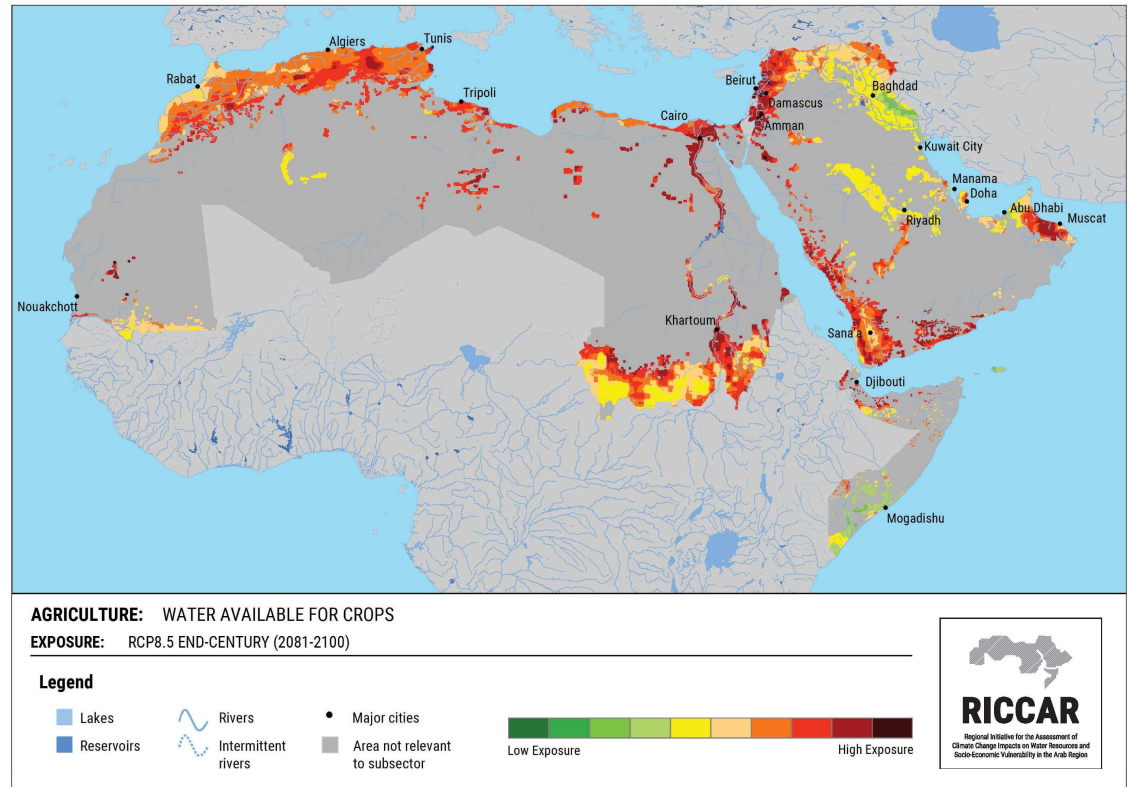 Algiers
Tunis
Rabat
Tripoli
Beirut
Damascus
Baghdad
Cairo
Amman
Kuwait City
Manama
Doha
Abu Dhabi
Riyadh
Muscat
Nouakchott
Khartoum
Sana'a
Djibouti
Mogadishu
AGRICULTURE: WATER AVAILABLE FOR CROPS
EXPOSURE: RCP8.5 END-CENTURY (2081-2100)
Legend
Lakes
Reservoirs
Rivers
Intermittent
rivers
Major cities
Area not relevant
to subsector
Low Exposure
High Exposure
RICCAR
Regional Initiative for the Assessment of
Climate Change Impacts on Water Resources and
Socio-Economic Vulnerability in the Arab Region